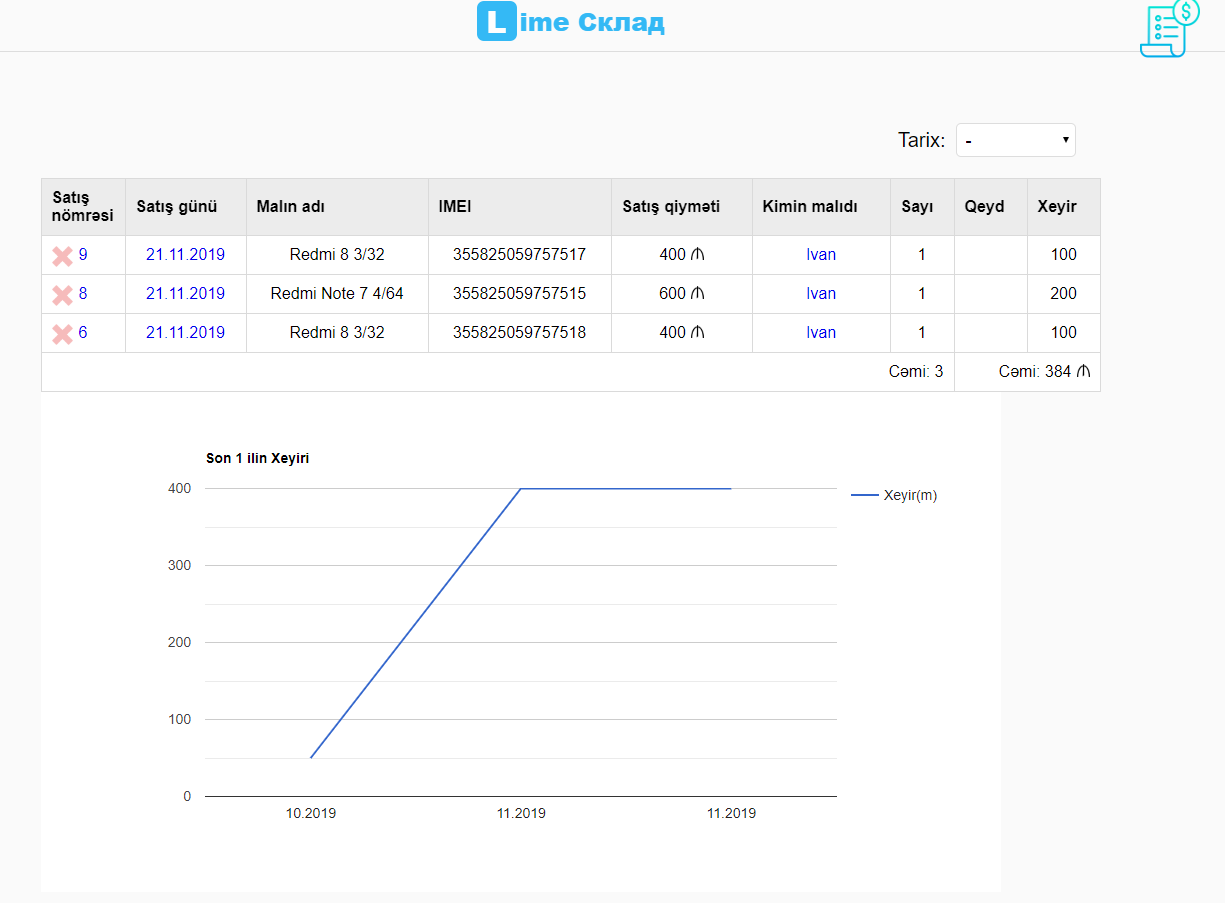 Lime Склад
Tarix: -
Satış nömrəsi Satış günü Malın adı IMEI Satış qiyməti Kimin malıdı Sayı Qeyd Xeyir
9 21.11.2019 Redmi 8 3/32 355825059757517 400 ₼ Ivan 1 100
8 21.11.2019 Redmi Note 7 4/64 355825059757515 600 ₼ Ivan 1 200
6 21.11.2019 Redmi 8 3/32 355825059757518 400 ₼ Ivan 1 100
Cəmi: 3 Cəmi: 384 ₼
Son 1 ilin Xeyiri
400
Xeyir(m)
300
200
100
0
10.2019 11.2019 11.2019